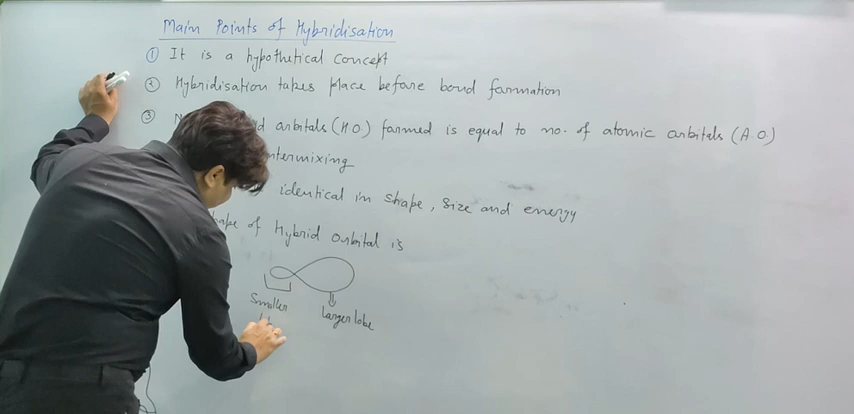 Main Points of Hybridisation
① It is a hypothetical concept
② Hybridisation takes place before bond formation
③ orbitals (H.O.) formed is equal to no. of atomic orbitals (A.O.)
identical in shape, size and energy
of Hybrid orbital is
Smaller
Larger lobe